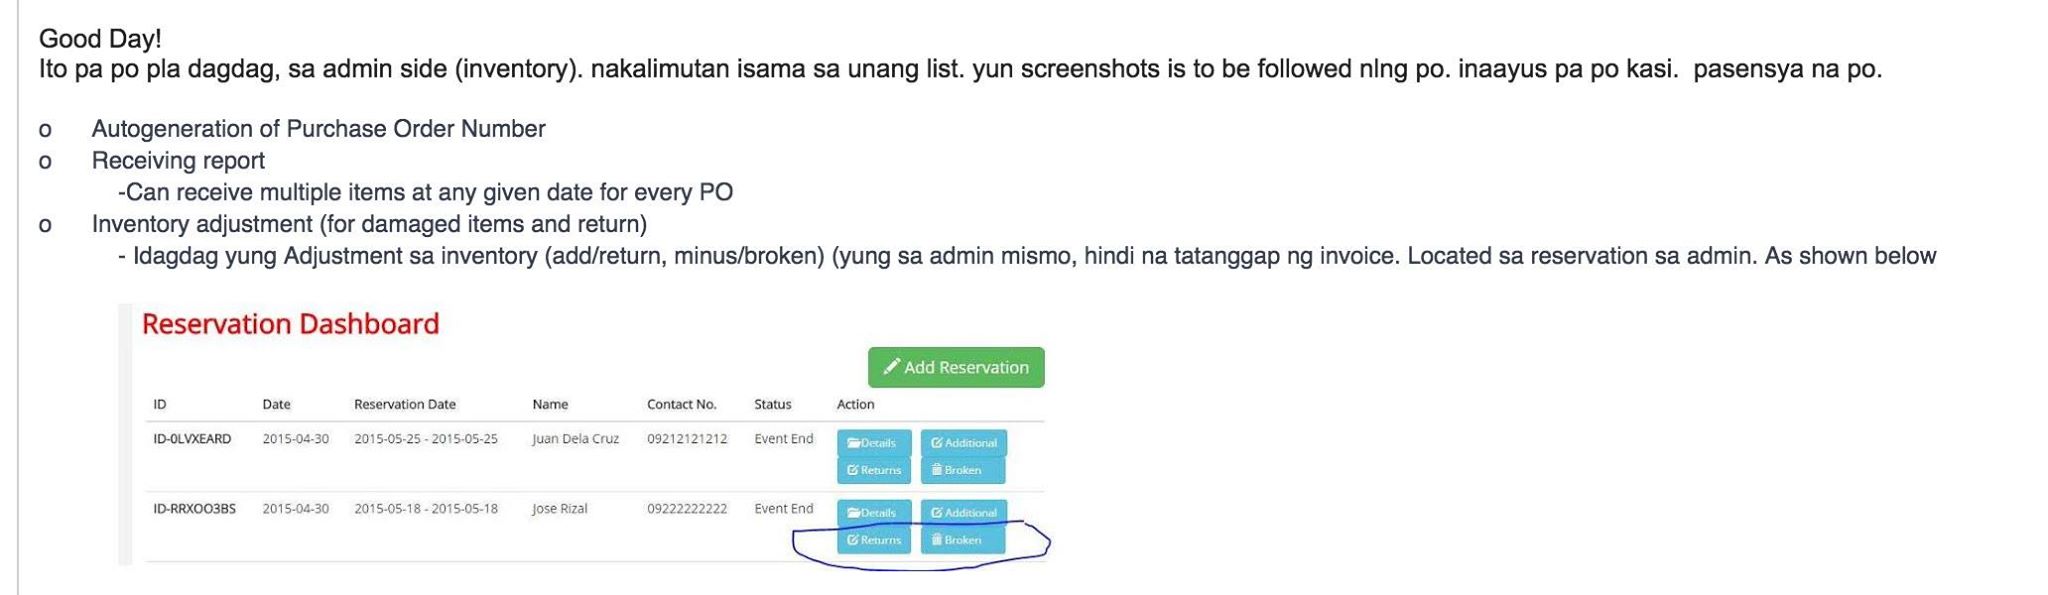 Good Day!
Ito pa po pla dagdag, sa admin side (inventory). nakalimutan isama sa unang list. yun screenshots is to be followed nlng po. inaayus pa po kasi.  pasensya na po.
o Autogeneration of Purchase Order Number
o Receiving report
-Can receive multiple items at any given date for every PO
o Inventory adjustment (for damaged items and return)
- Idagdag yung Adjustment sa inventory (add/return, minus/broken) (yung sa admin mismo, hindi na tatanggap ng invoice. Located sa reservation sa admin. As shown below
Reservation Dashboard
Add Reservation
ID Date Reservation Date Name Contact No. Status Action
ID-0LVXEARD 2015-04-30 2015-05-25 - 2015-05-25 Juan Dela Cruz 09212121212 Event End Details Additional
Returns Broken
ID-RRXOO3BS 2015-04-30 2015-05-18 - 2015-05-18 Jose Rizal 09222222222 Event End Details Additional
Returns Broken